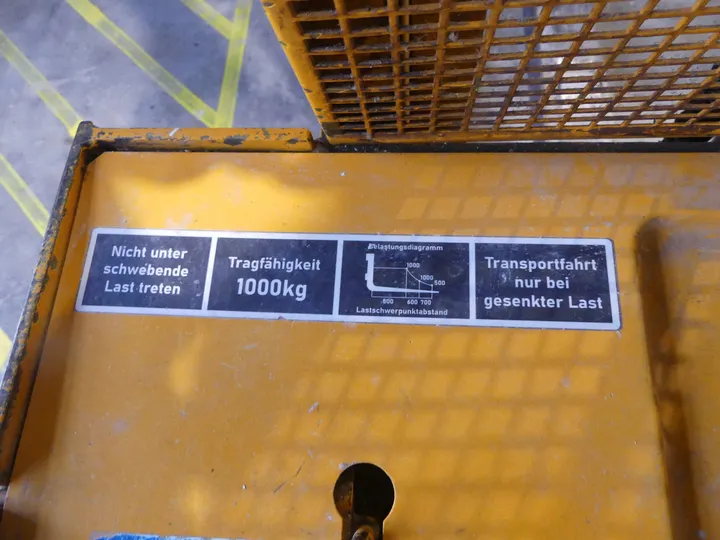 Nicht unter
schwebende
Last treten
Tragfähigkeit
1000kg
Belastungsdiagramm
1000
1000
500
800 600 700
Lastschwerpunktabstand
Transportfahrt
nur bei
gesenkter Last